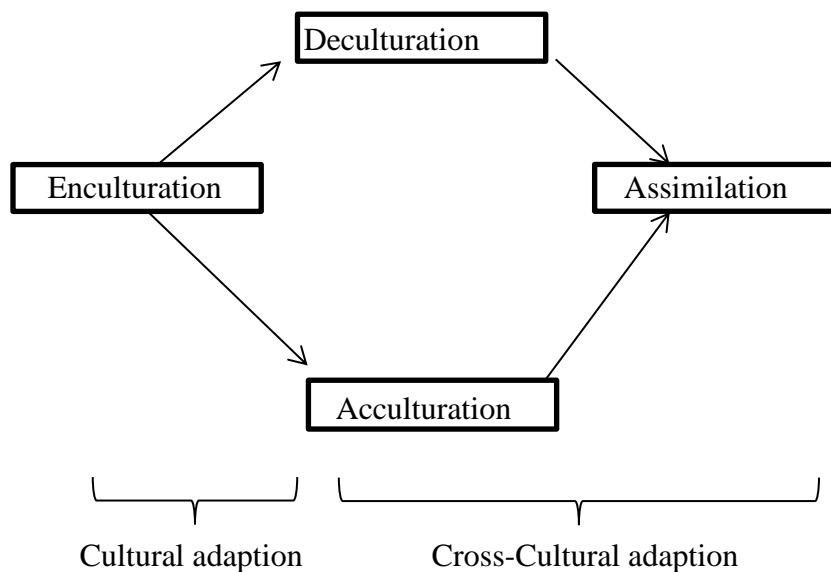 Deculturation
Enculturation
Assimilation
Acculturation
Cultural adaption
Cross-Cultural adaption